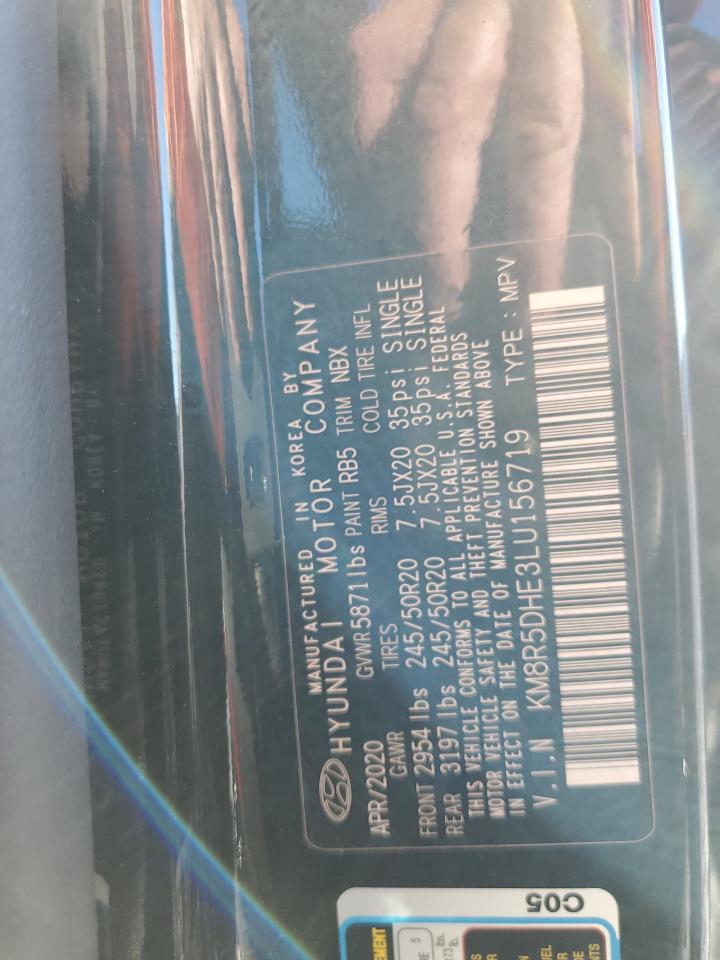 MANUFACTURED IN KOREA BY
HYUNDAI MOTOR COMPANY
APR/2020 GVWR 5871 lbs PAINT RB5 TRIM NBX
GAWR TIRES RIMS COLD TIRE INFL
FRONT 2954 lbs 245/50R20 7.5JX20 35psi SINGLE
REAR 3197 lbs 245/50R20 7.5JX20 35psi SINGLE
THIS VEHICLE CONFORMS TO ALL APPLICABLE U.S.A. FEDERAL
MOTOR VEHICLE SAFETY AND THEFT PREVENTION STANDARDS
IN EFFECT ON THE DATE OF MANUFACTURE SHOWN ABOVE
V.I.N KM8R5DHE3LU156719 TYPE : MPV
C05
5
lbs.
lb.